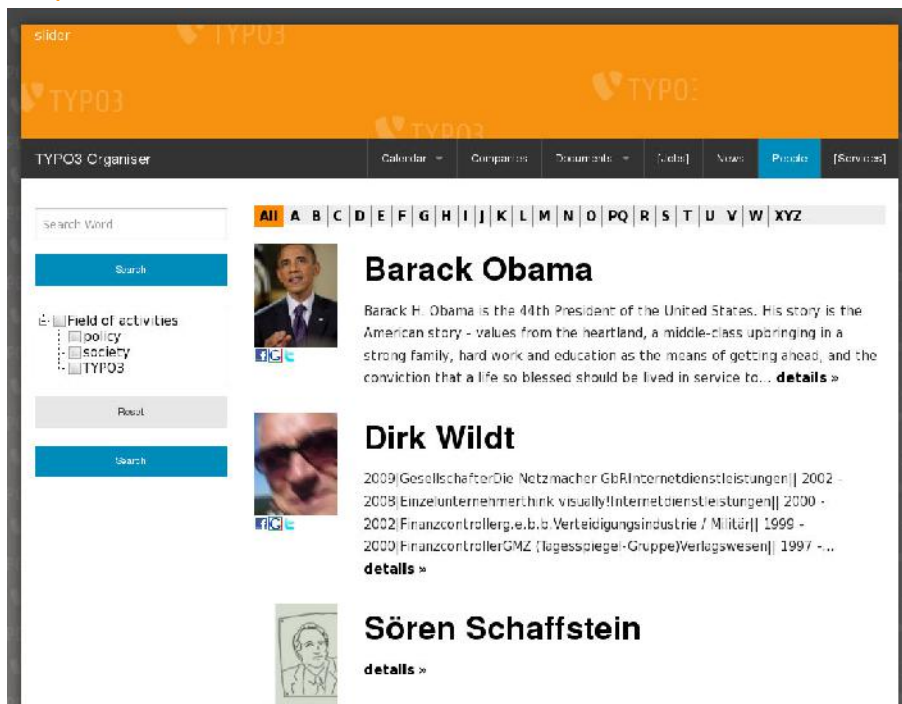 slider
TYPO3
TYPO3
TYPO3
TYPO3
TYPO3 Organiser
Calendar
Companies
Documents
[Jobs]
News
People
[Services]
Search Word
Search
Field of activities
policy
society
TYPO3
Reset
Search
All A B C D E F G H I J K L M N O PQ R S T U V W XYZ
Barack Obama
Barack H. Obama is the 44th President of the United States. His story is the
American story - values from the heartland, a middle-class upbringing in a
strong family, hard work and education as the means of getting ahead, and the
conviction that a life so blessed should be lived in service to... details »
Dirk Wildt
2009|GesellschafterDie Netzmacher GbRInternetdienstleistungen|| 2002 -
2008|Einzelunternehmerthink visually!Internetdienstleistungen|| 2000 -
2002|Finanzcontrollerg.e.b.b.Verteidigungsindustrie / Militär|| 1999 -
2000|FinanzcontrollerGMZ (Tagesspiegel-Gruppe)Verlagswesen|| 1997 -...
details »
Sören Schaffstein
details »